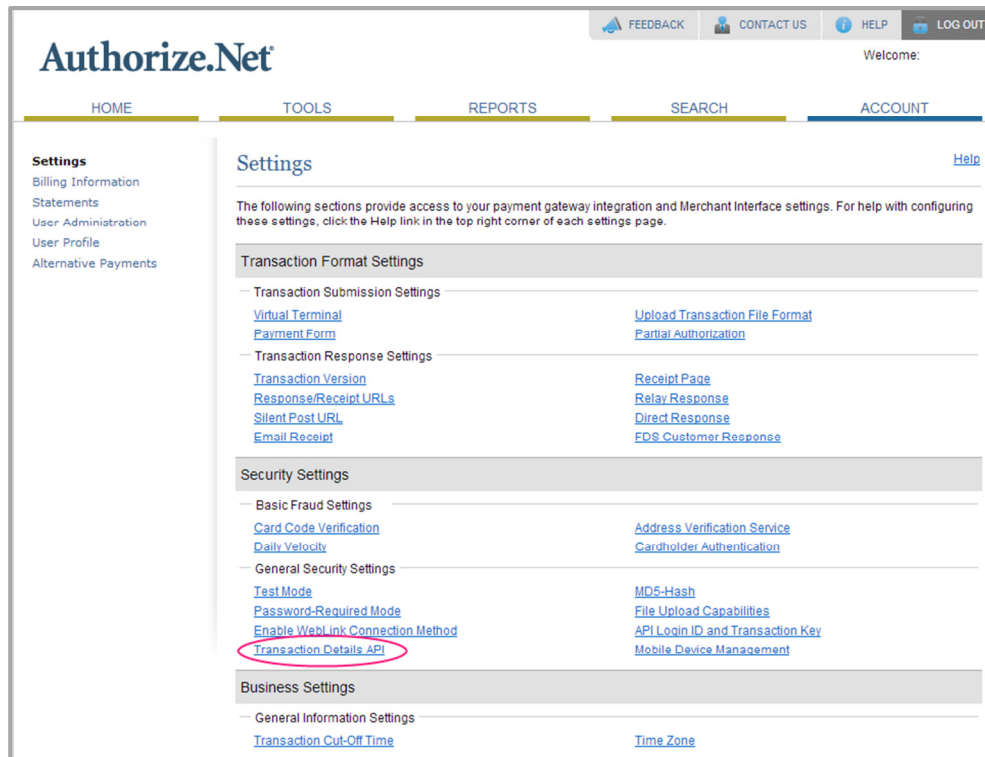 FEEDBACK CONTACT US HELP LOG OUT
Authorize.Net
Welcome:
HOME TOOLS REPORTS SEARCH ACCOUNT
Settings
Billing Information
Statements
User Administration
User Profile
Alternative Payments
Settings Help
The following sections provide access to your payment gateway integration and Merchant Interface settings. For help with configuring
these settings, click the Help link in the top right corner of each settings page.
Transaction Format Settings
Transaction Submission Settings
Virtual Terminal Upload Transaction File Format
Payment Form Partial Authorization
Transaction Response Settings
Transaction Version Receipt Page
Response/Receipt URLs Relay Response
Silent Post URL Direct Response
Email Receipt FDS Customer Response
Security Settings
Basic Fraud Settings
Card Code Verification Address Verification Service
Daily Velocity Cardholder Authentication
General Security Settings
Test Mode MD5-Hash
Password-Required Mode File Upload Capabilities
Enable WebLink Connection Method API Login ID and Transaction Key
Transaction Details API Mobile Device Management
Business Settings
General Information Settings
Transaction Cut-Off Time Time Zone